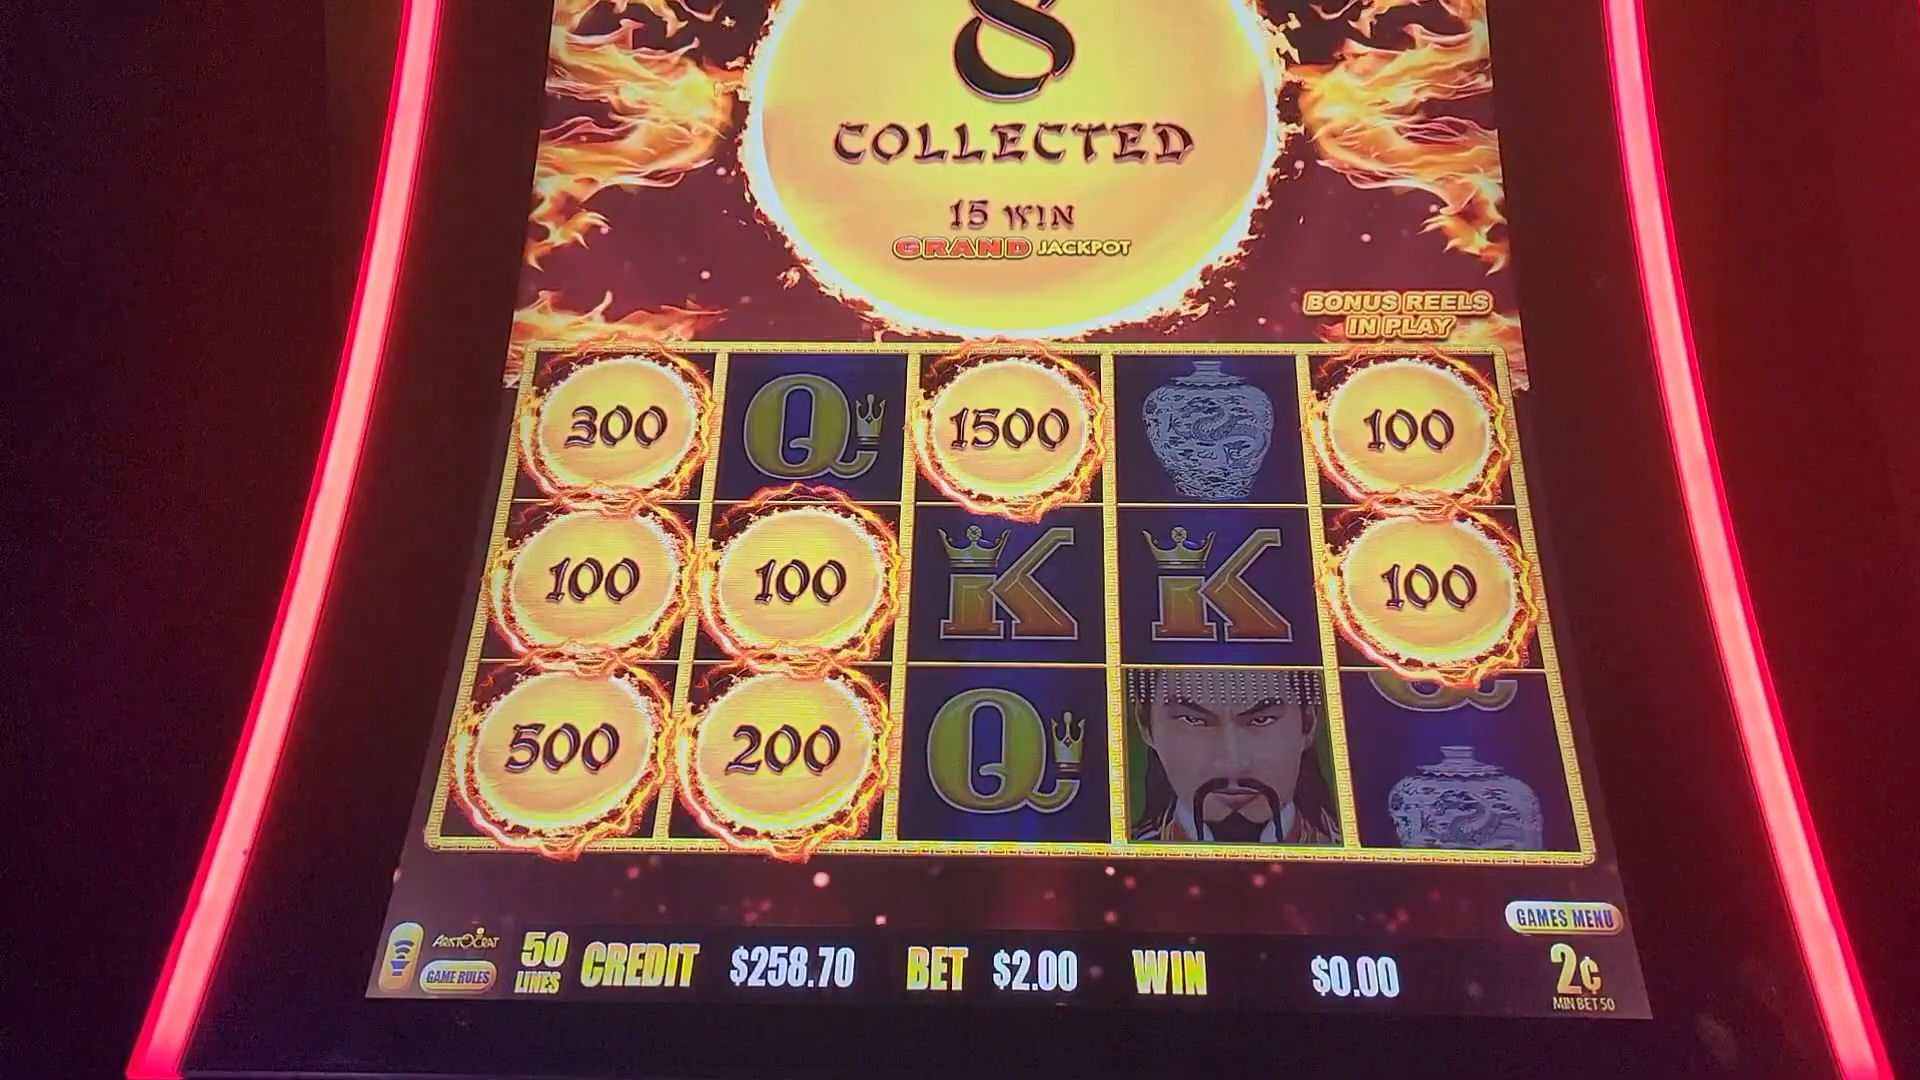 8
COLLECTED
15 WIN
GRAND JACKPOT
BONUS REELS
IN PLAY
300 Q 1500 100
100 100 K K 100
500 200 Q Q
GAMES MENU
ARISTOCRAT
GAME RULES
50
LINES
CREDIT $258.70 BET $2.00 WIN $0.00
2¢
MIN BET 50